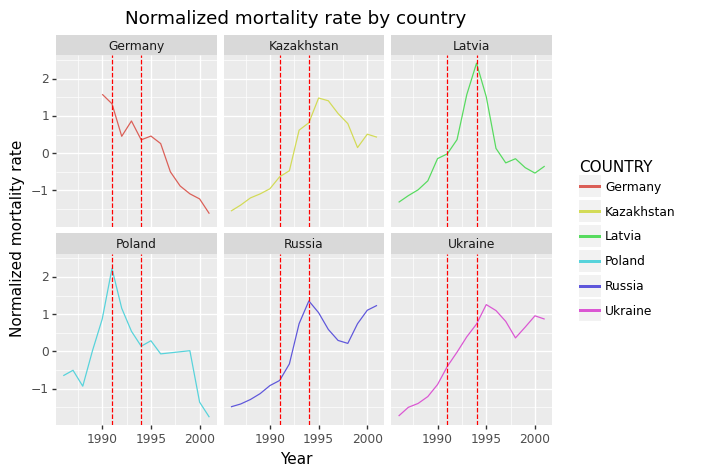 Normalized mortality rate by country
Germany
Kazakhstan
Latvia
2
1
0
−1
Poland
Russia
Ukraine
2
1
0
−1
1990
1995
2000
1990
1995
2000
1990
1995
2000
Year
Normalized mortality rate
COUNTRY
Germany
Kazakhstan
Latvia
Poland
Russia
Ukraine